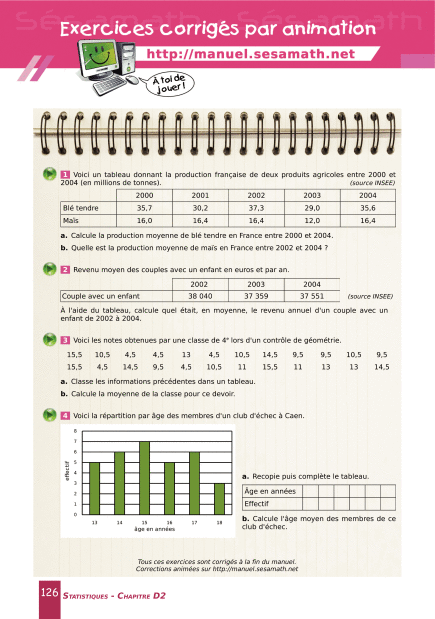 Exercices corrigés par animation
http://manuel.sesamath.net
À toi de
jouer !
1 Voici un tableau donnant la production française de deux produits agricoles entre 2000 et
2004 (en millions de tonnes). (source INSEE)
2000 2001 2002 2003 2004
Blé tendre 35,7 30,2 37,3 29,0 35,6
Maïs 16,0 16,4 16,4 12,0 16,4
a. Calcule la production moyenne de blé tendre en France entre 2000 et 2004.
b. Quelle est la production moyenne de maïs en France entre 2002 et 2004 ?
2 Revenu moyen des couples avec un enfant en euros et par an.
2002 2003 2004
Couple avec un enfant 38 040 37 359 37 551 (source INSEE)
À l'aide du tableau, calcule quel était, en moyenne, le revenu annuel d'un couple avec un
enfant de 2002 à 2004.
3 Voici les notes obtenues par une classe de 4e lors d'un contrôle de géométrie.
15,5 10,5 4,5 4,5 13 4,5 10,5 14,5 9,5 9,5 10,5 9,5
15,5 4,5 14,5 9,5 4,5 10,5 11 15,5 11 13 13 14,5
a. Classe les informations précédentes dans un tableau.
b. Calcule la moyenne de la classe pour ce devoir.
4 Voici la répartition par âge des membres d'un club d'échec à Caen.
8
7
6
5
4
3
2
1
0
effectif
13 14 15 16 17 18
âge en années
a. Recopie puis complète le tableau.
Âge en années
Effectif
b. Calcule l'âge moyen des membres de ce
club d'échec.
Tous ces exercices sont corrigés à la fin du manuel.
Corrections animées sur http://manuel.sesamath.net
126 Statistiques - Chapitre D2